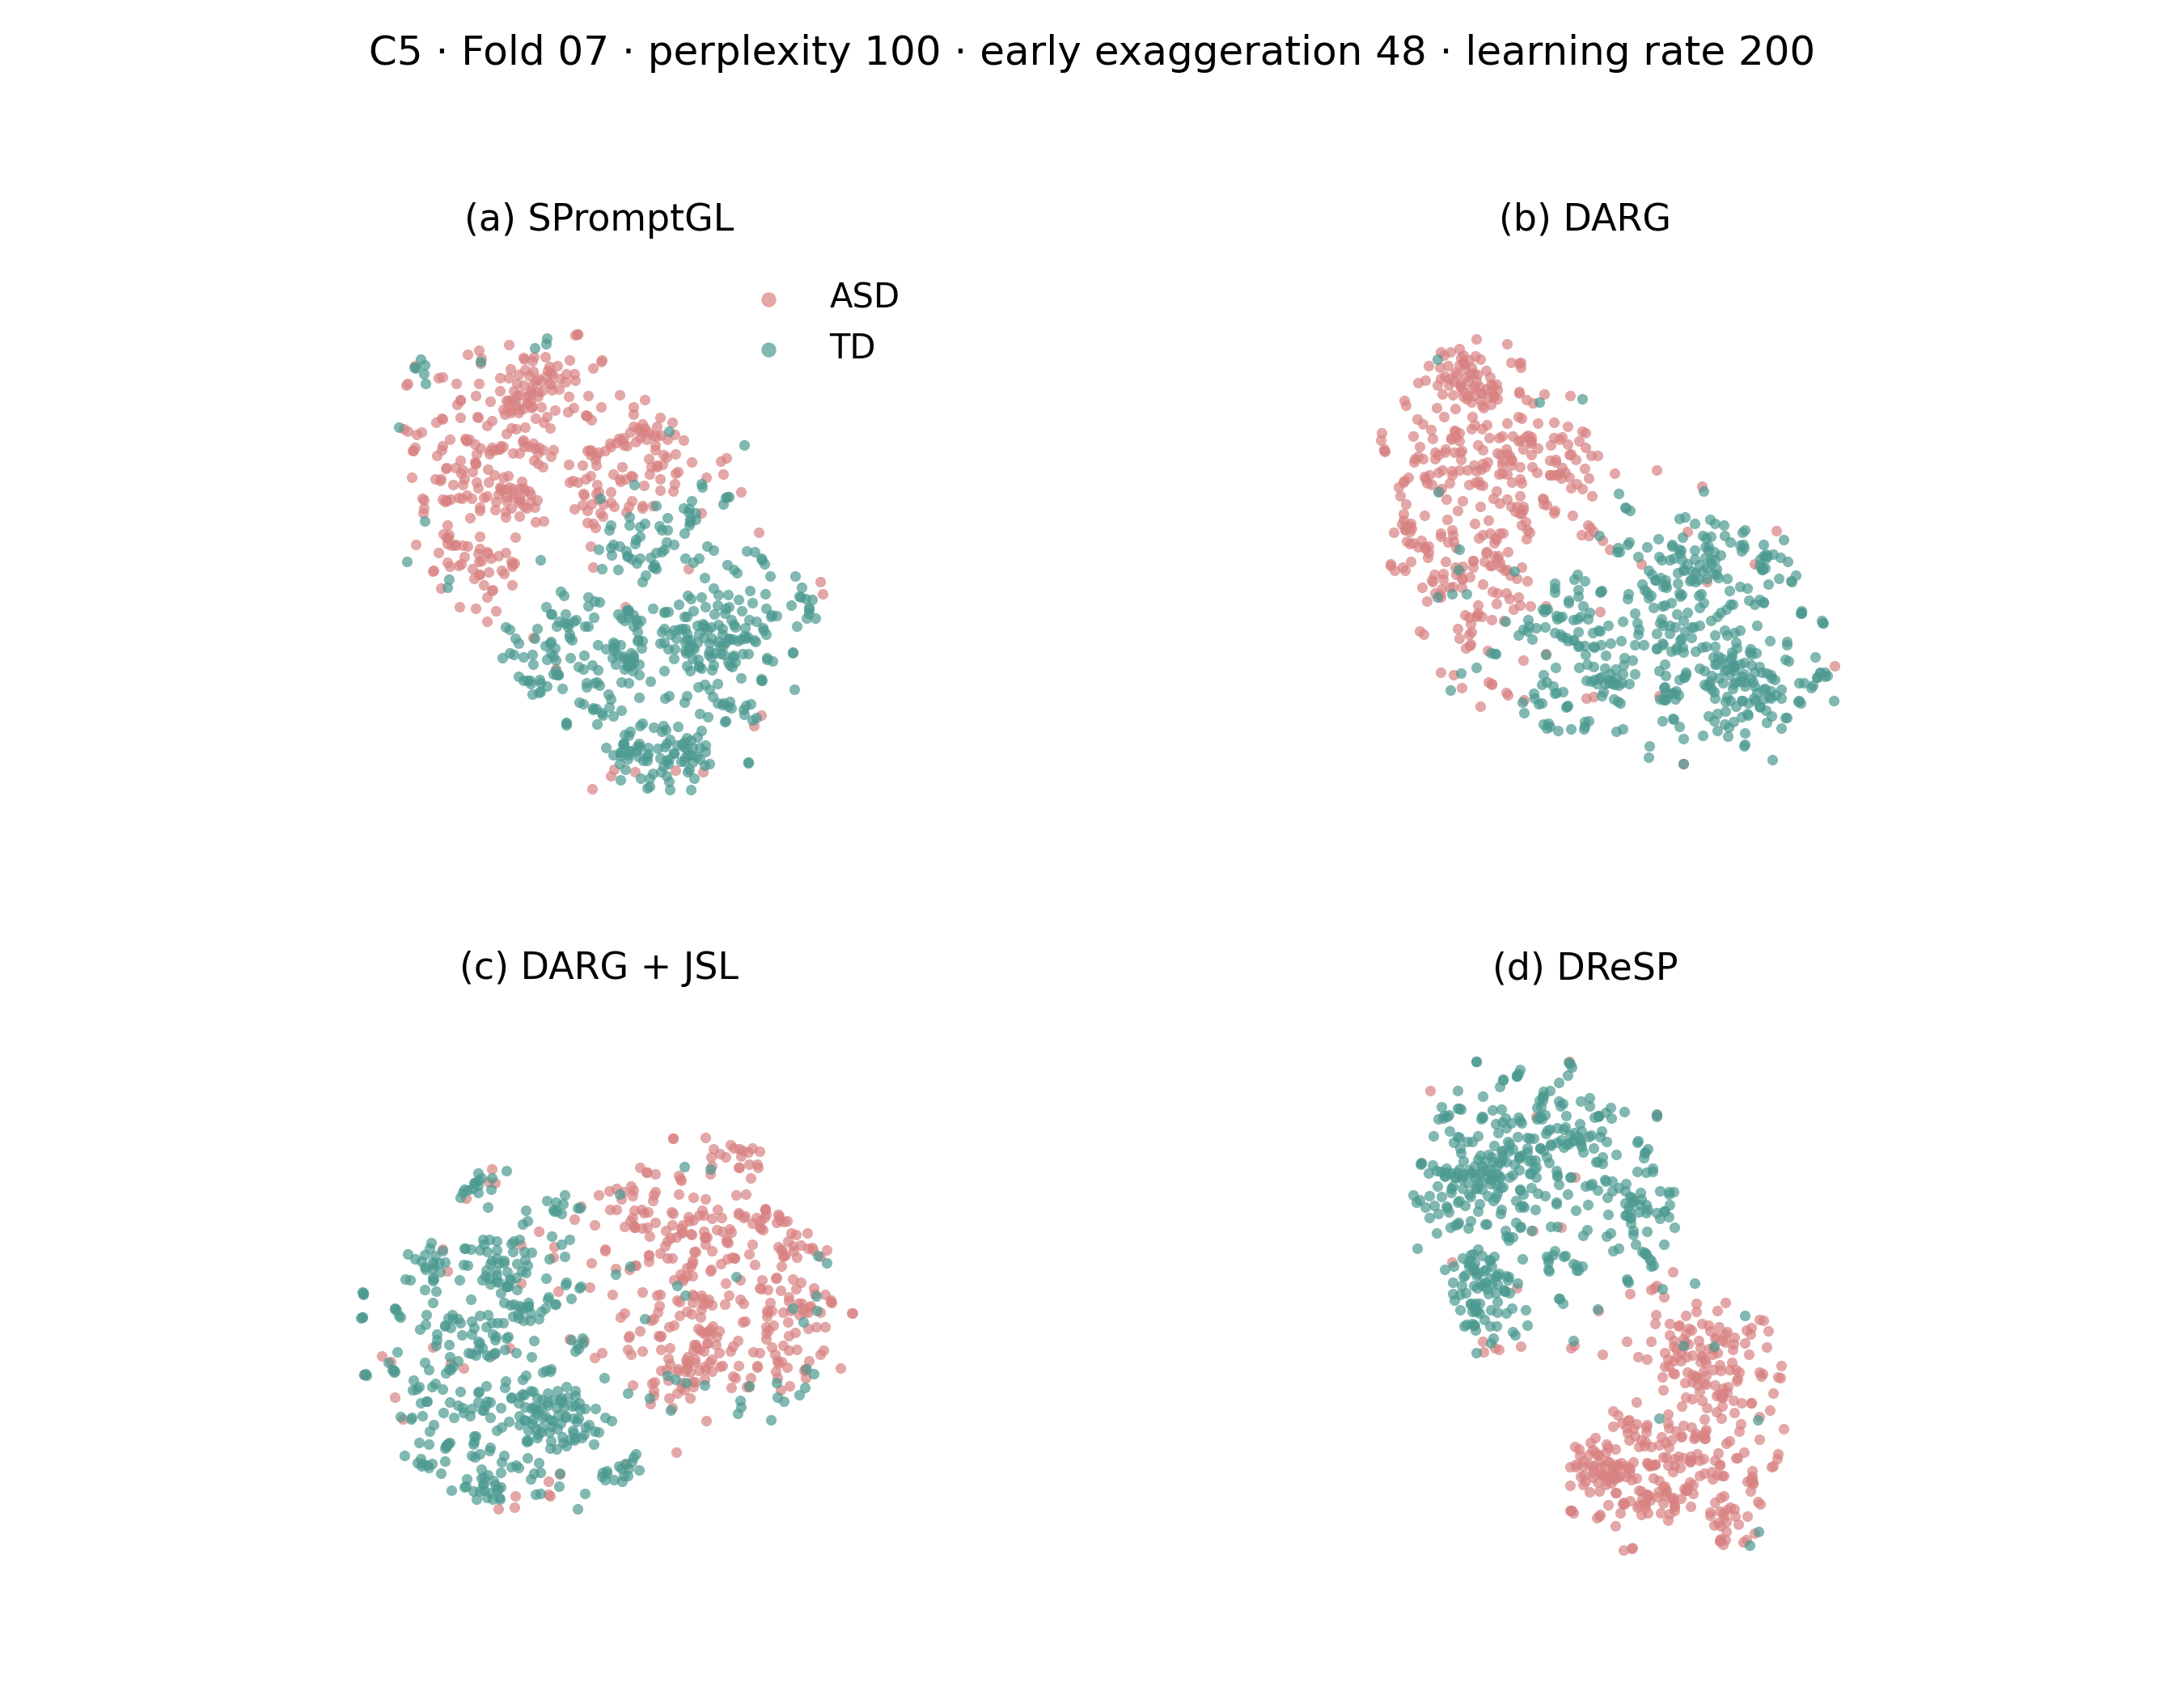 C5 · Fold 07 · perplexity 100 · early exaggeration 48 · learning rate 200
(a) SPromptGL
(b) DARG
ASD
TD
(c) DARG + JSL
(d) DReSP